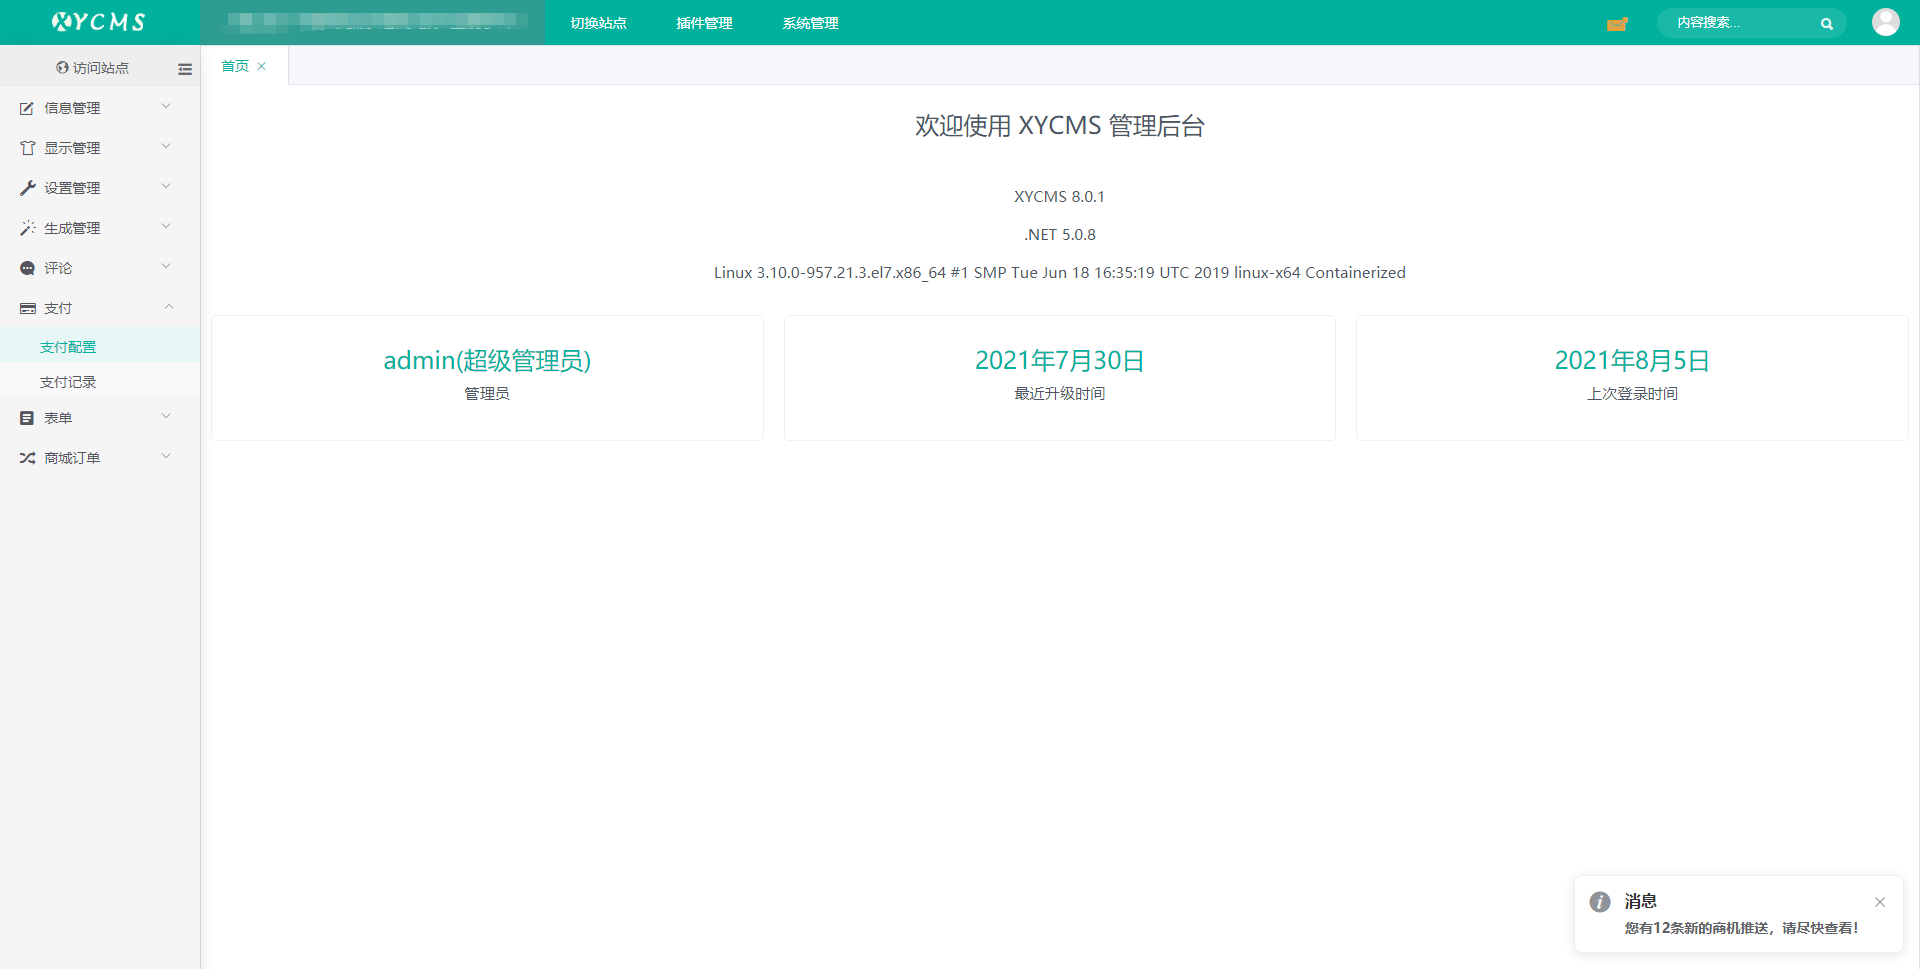 XYCMS
切换站点
插件管理
系统管理
内容搜索...
访问站点
首页
信息管理
显示管理
设置管理
生成管理
评论
支付
支付配置
支付记录
表单
商城订单
欢迎使用 XYCMS 管理后台
XYCMS 8.0.1
.NET 5.0.8
Linux 3.10.0-957.21.3.el7.x86_64 #1 SMP Tue Jun 18 16:35:19 UTC 2019 linux-x64 Containerized
admin(超级管理员)
管理员
2021年7月30日
最近升级时间
2021年8月5日
上次登录时间
消息
您有12条新的商机推送，请尽快查看！